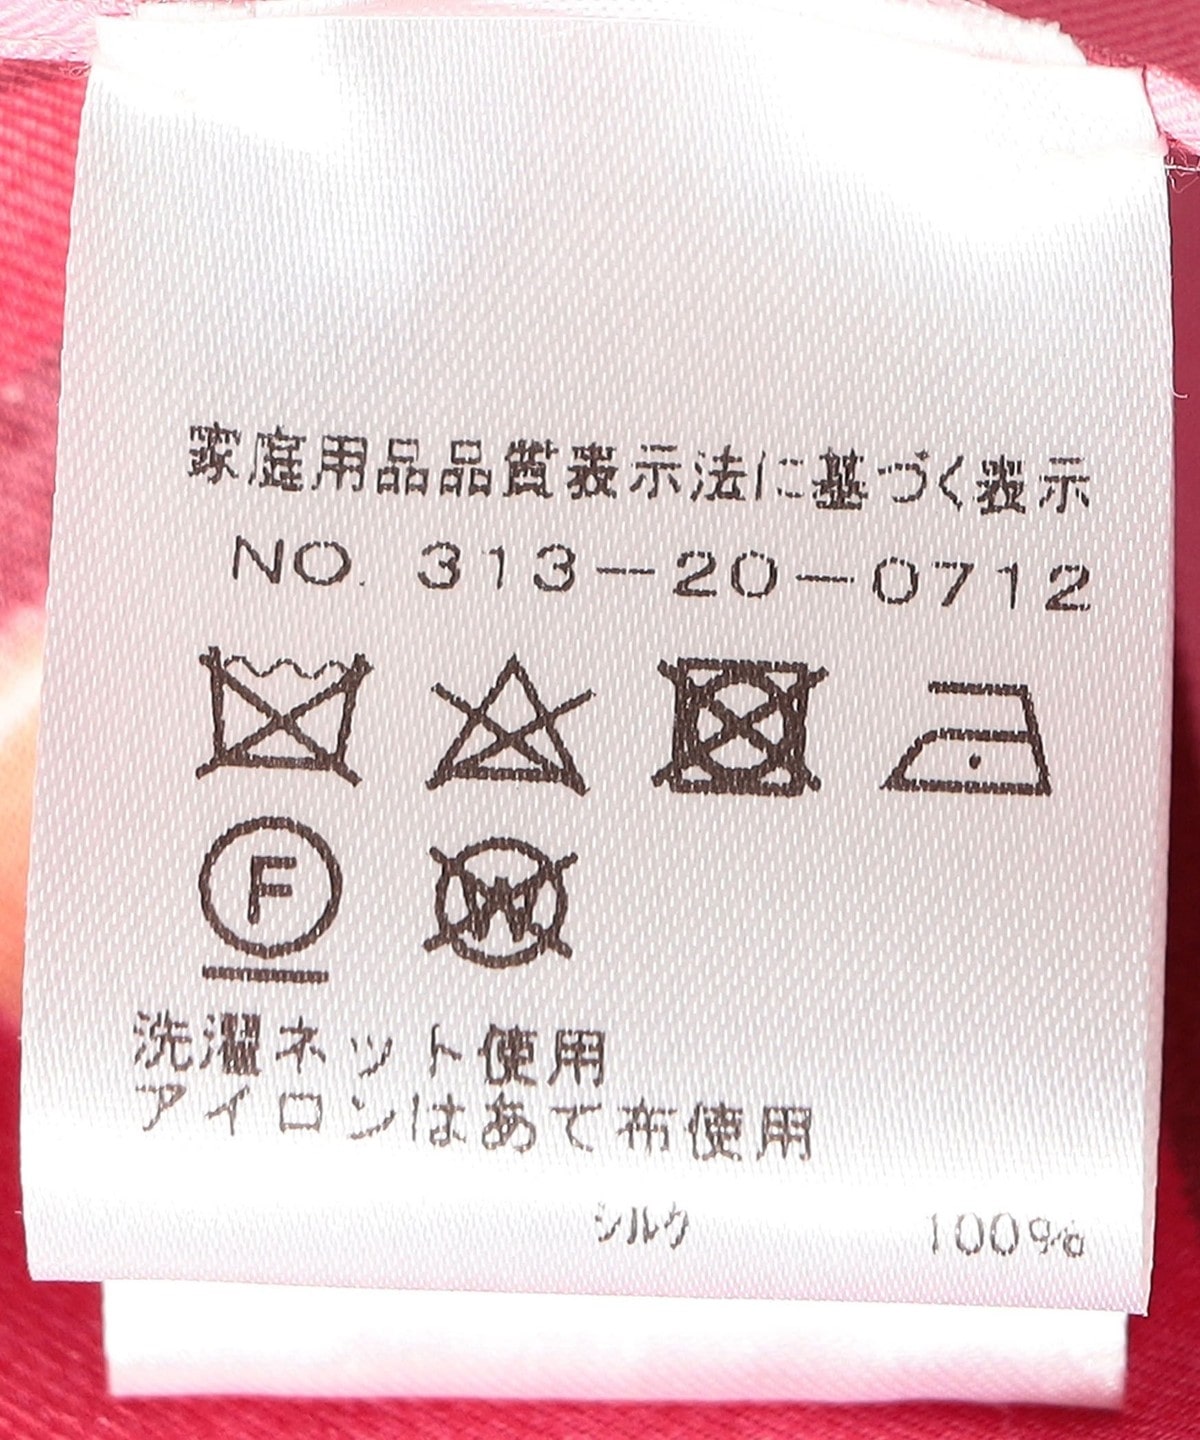 家庭用品品質表示法に基づく表示
NO. 313-20-0712
F W
洗濯ネット使用
アイロンはあて布使用
シルク 100%